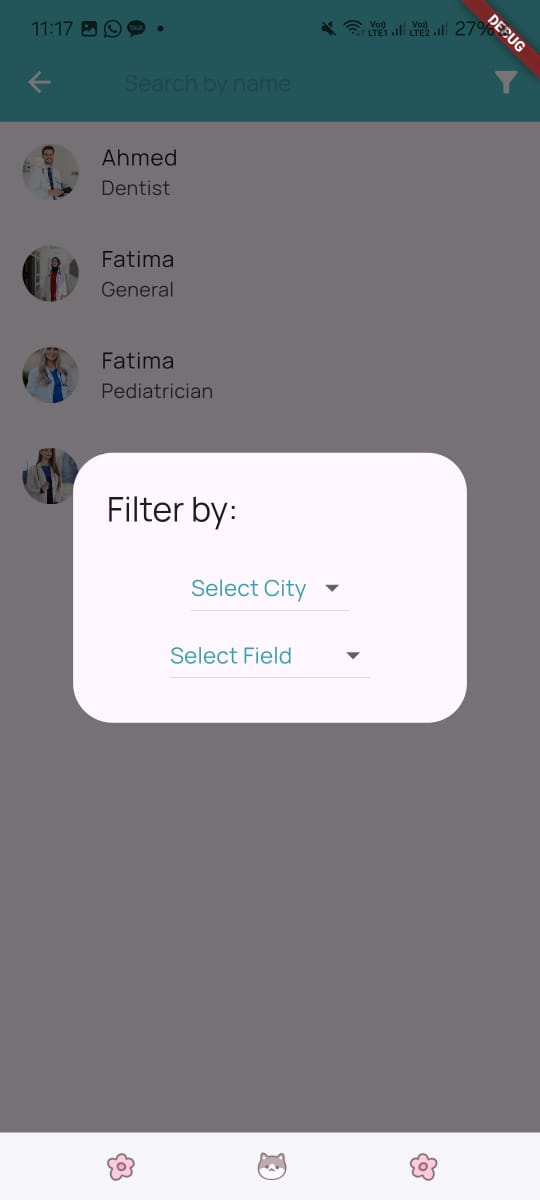 11:17
Vo) LTE1 Vo) LTE2 27%
DEBUG
Search by name
Ahmed
Dentist
Fatima
General
Fatima
Pediatrician
Filter by:
Select City
Select Field